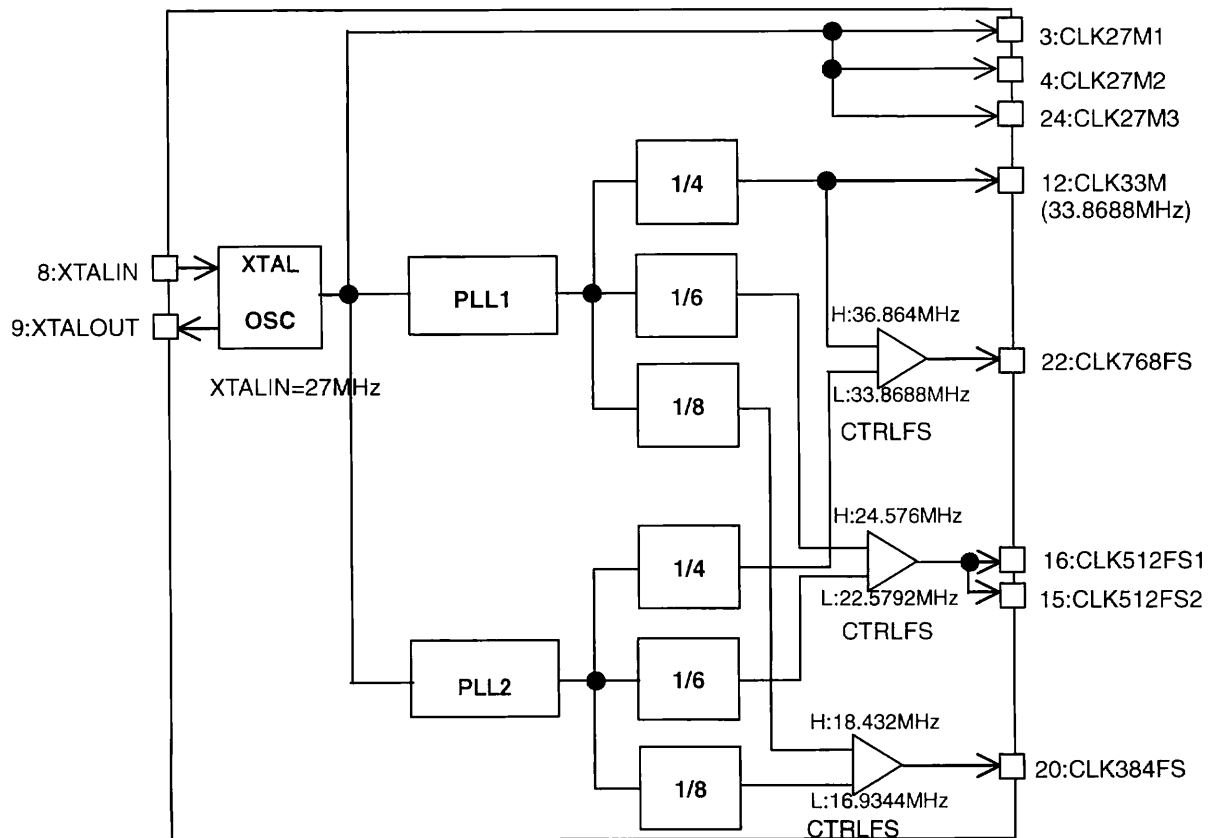 3:CLK27M1
4:CLK27M2
24:CLK27M3
1/4
12:CLK33M
(33.8688MHz)
8:XTALIN
XTAL
OSC
9:XTALOUT
XTALIN=27MHz
PLL1
1/6
1/8
H:36.864MHz
22:CLK768FS
L:33.8688MHz
CTRLFS
H:24.576MHz
1/4
16:CLK512FS1
15:CLK512FS2
L:22.5792MHz
CTRLFS
PLL2
1/6
H:18.432MHz
1/8
20:CLK384FS
L:16.9344MHz
CTRLFS